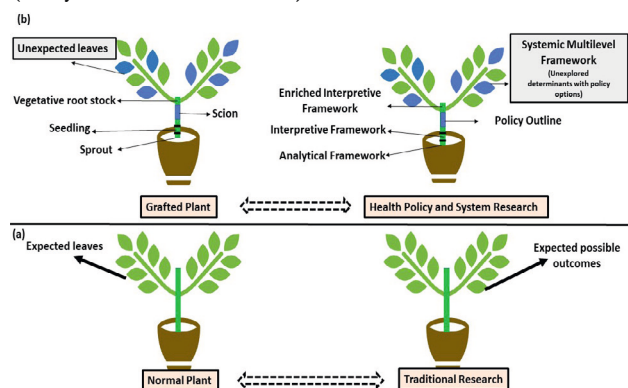 (b)
Unexpected leaves
Vegetative root stock
Scion
Seedling
Sprout
Grafted Plant
Systemic Multilevel
Framework
(Unexplored
determinants with policy
options)
Enriched Interpretive
Framework
Policy Outline
Interpretive Framework
Analytical Framework
Health Policy and System Research
(a)
Expected leaves
Normal Plant
Expected possible
outcomes
Traditional Research